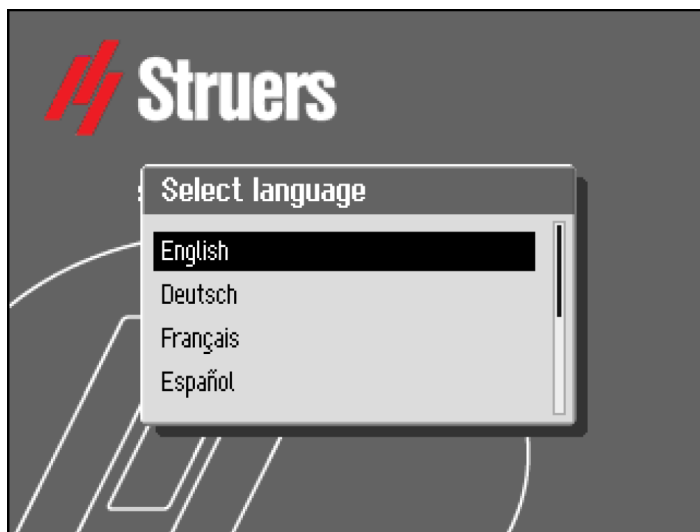 Struers
Select language
English
Deutsch
Français
Español